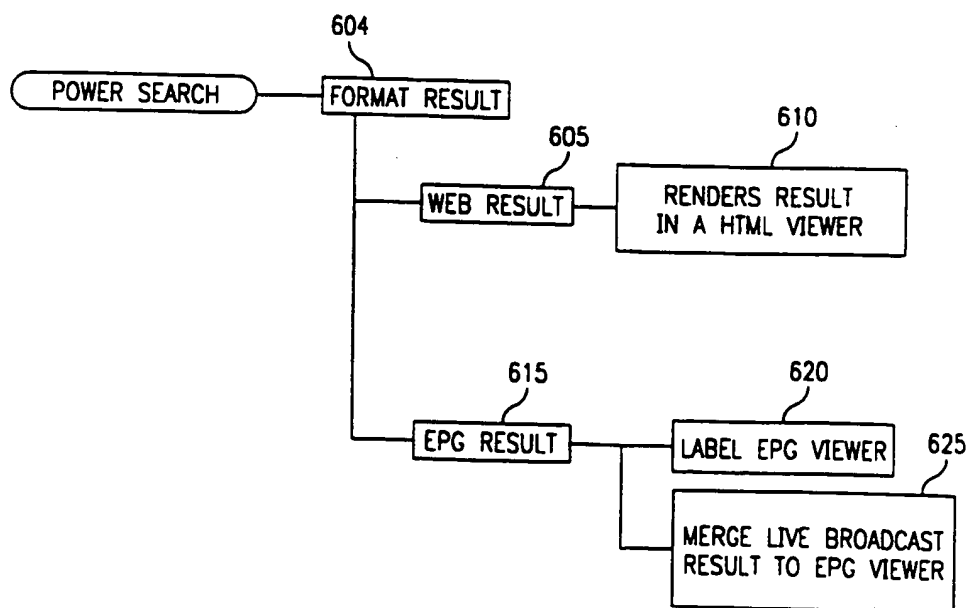 604
POWER SEARCH
FORMAT RESULT
605
WEB RESULT
610
RENDERS RESULT
IN A HTML VIEWER
615
EPG RESULT
620
LABEL EPG VIEWER
625
MERGE LIVE BROADCAST
RESULT TO EPG VIEWER